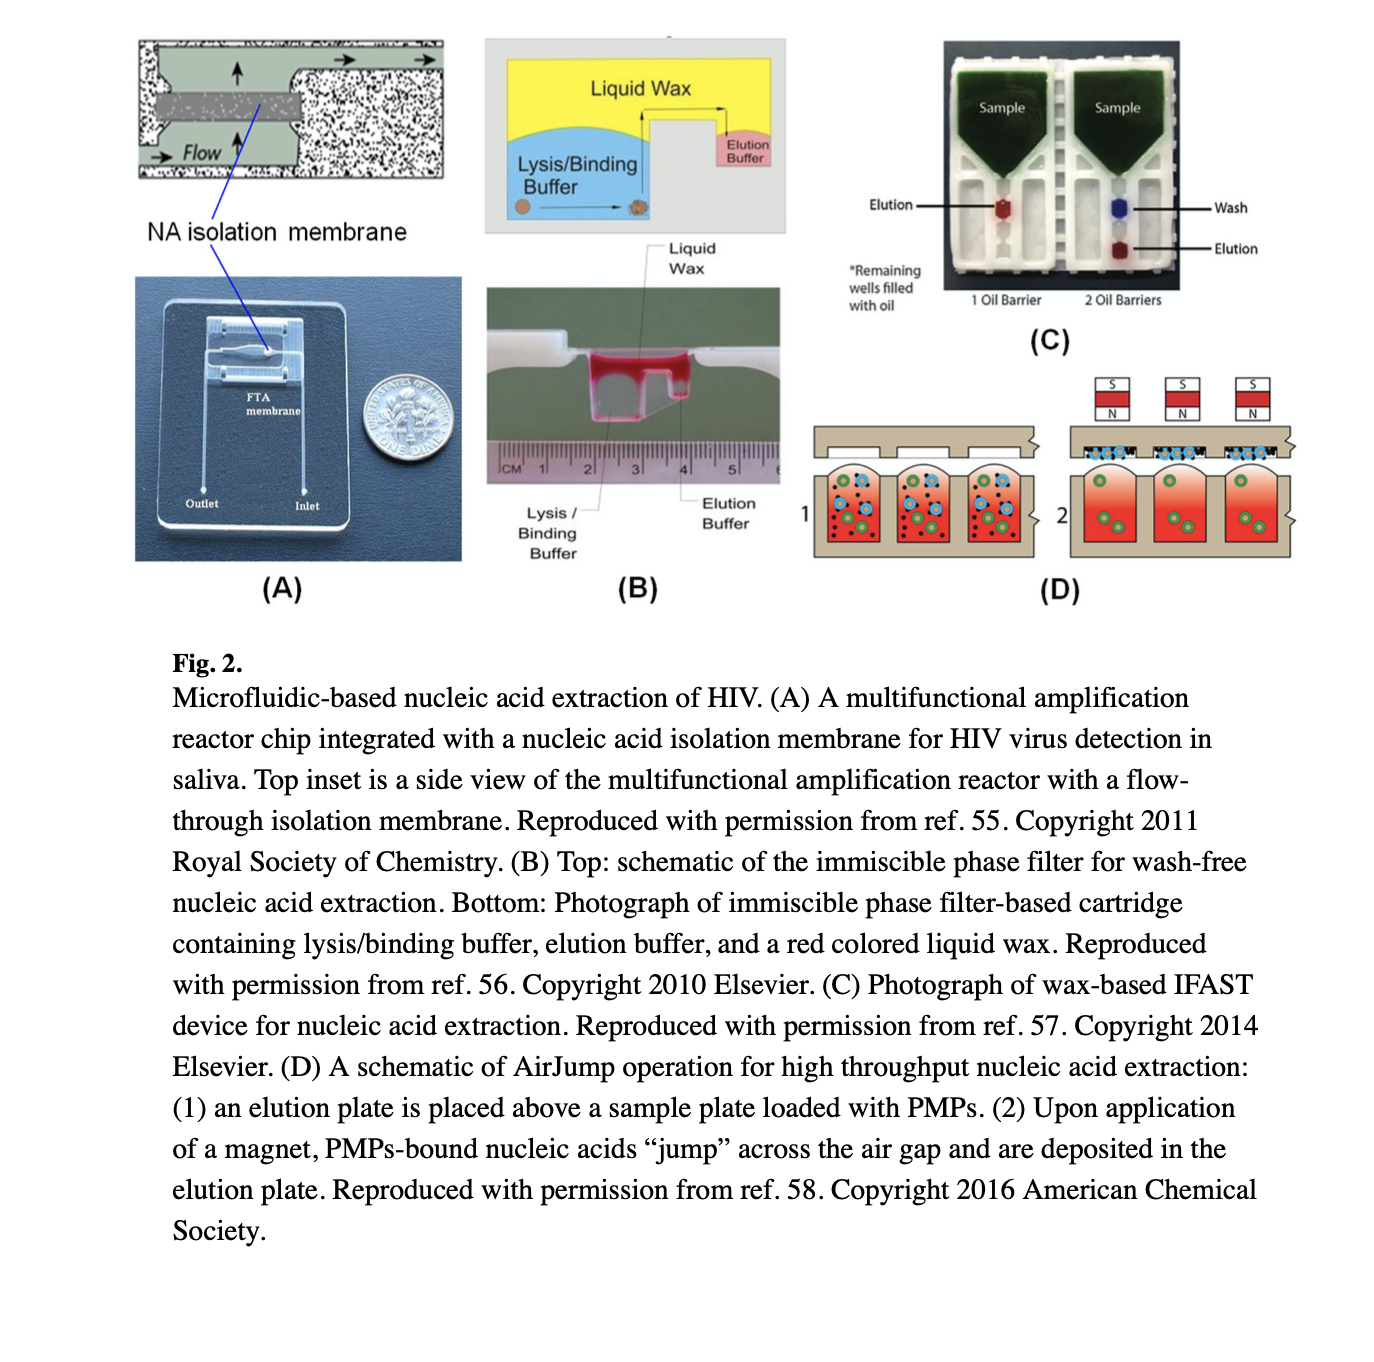 Flow
NA isolation membrane
FTA
membrane
Outlet
Inlet
UNITED STATES OF AMERICA
ONE DIME
(A)
Liquid Wax
Lysis/Binding
Buffer
Elution
Buffer
Liquid
Wax
CM 1 2 3 4 5
Lysis /
Binding
Buffer
Elution
Buffer
(B)
Sample
Sample
Elution
Wash
Elution
*Remaining
wells filled
with oil
1 Oil Barrier
2 Oil Barriers
(C)
S
N
S
N
S
N
1
2
(D)
Fig. 2.
Microfluidic-based nucleic acid extraction of HIV. (A) A multifunctional amplification
reactor chip integrated with a nucleic acid isolation membrane for HIV virus detection in
saliva. Top inset is a side view of the multifunctional amplification reactor with a flow-
through isolation membrane. Reproduced with permission from ref. 55. Copyright 2011
Royal Society of Chemistry. (B) Top: schematic of the immiscible phase filter for wash-free
nucleic acid extraction. Bottom: Photograph of immiscible phase filter-based cartridge
containing lysis/binding buffer, elution buffer, and a red colored liquid wax. Reproduced
with permission from ref. 56. Copyright 2010 Elsevier. (C) Photograph of wax-based IFAST
device for nucleic acid extraction. Reproduced with permission from ref. 57. Copyright 2014
Elsevier. (D) A schematic of AirJump operation for high throughput nucleic acid extraction:
(1) an elution plate is placed above a sample plate loaded with PMPs. (2) Upon application
of a magnet, PMPs-bound nucleic acids “jump” across the air gap and are deposited in the
elution plate. Reproduced with permission from ref. 58. Copyright 2016 American Chemical
Society.